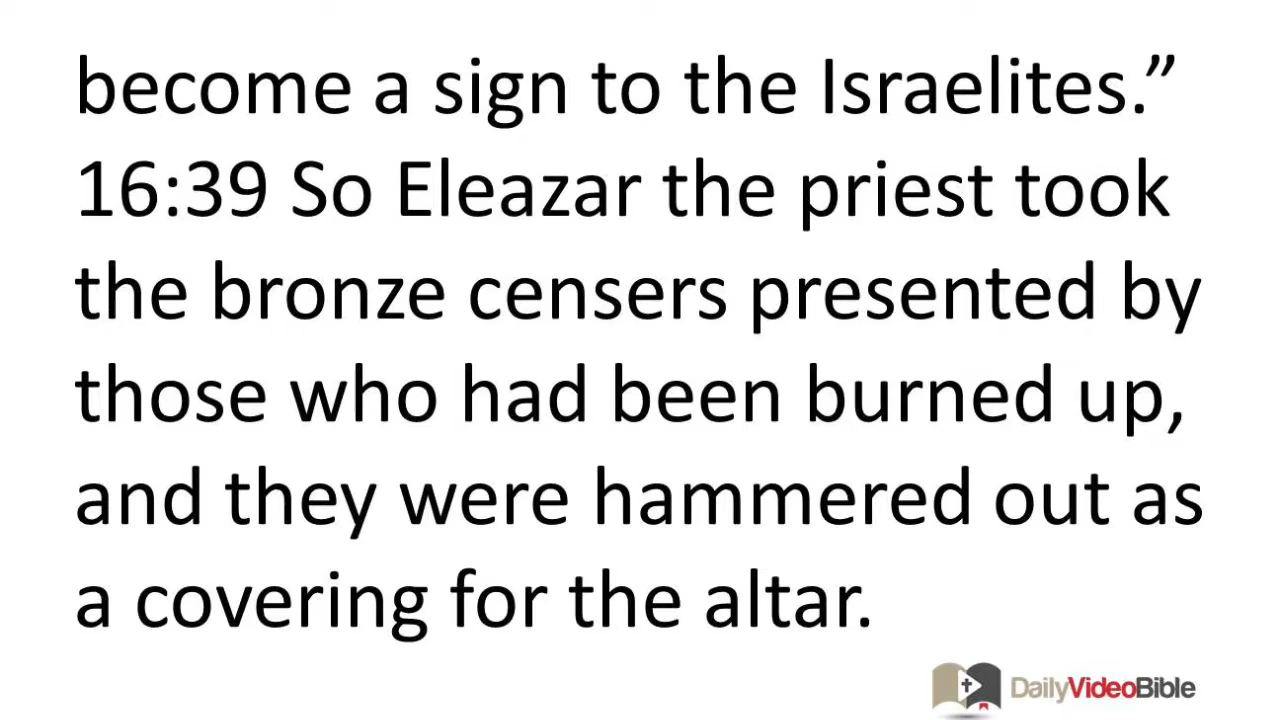 become a sign to the Israelites.”
16:39 So Eleazar the priest took
the bronze censers presented by
those who had been burned up,
and they were hammered out as
a covering for the altar.
DailyVideoBible